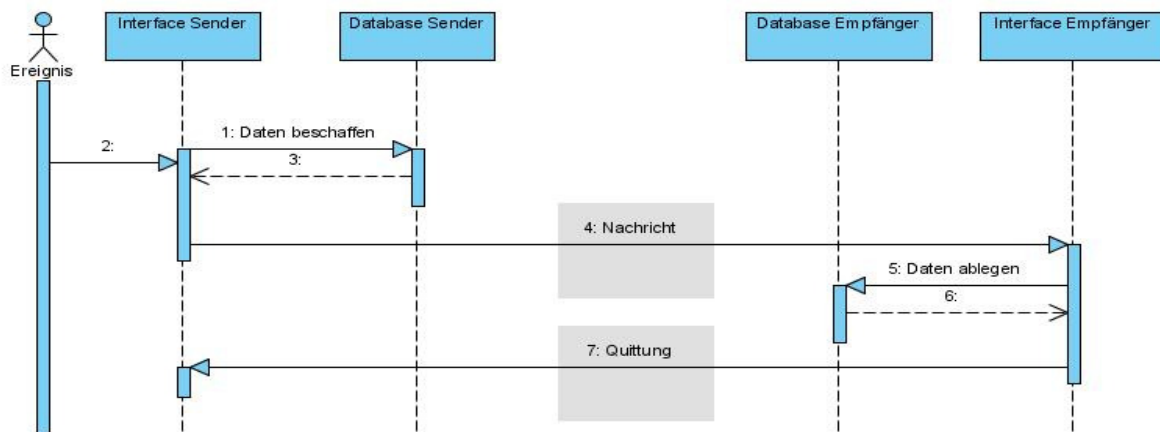 Interface Sender
Database Sender
Database Empfänger
Interface Empfänger
Ereignis
1: Daten beschaffen
2:
3:
4: Nachricht
5: Daten ablegen
6:
7: Quittung